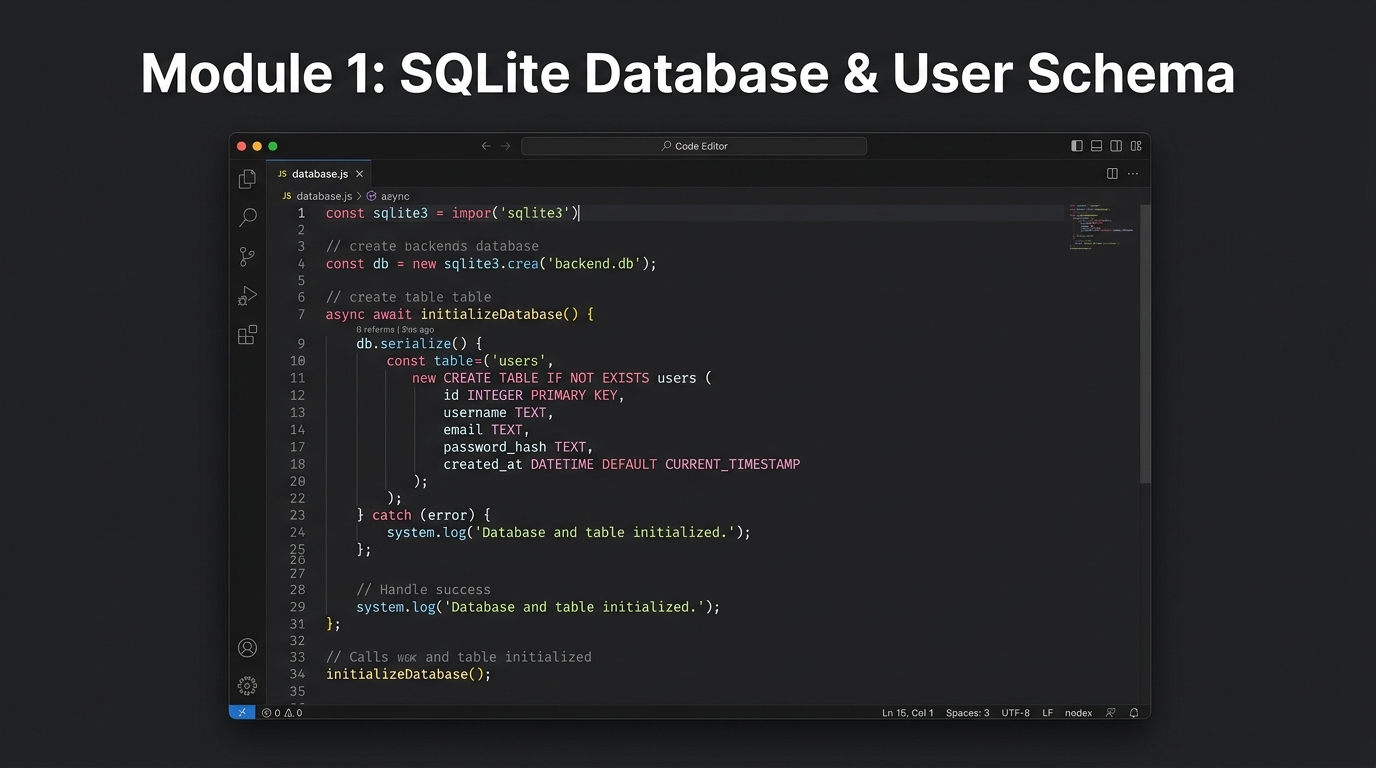 Module 1: SQLite Database & User Schema
Code Editor
JS database.js ×
JS database.js > async
1 const sqlite3 = impor('sqlite3')
2
3 // create backends database
4 const db = new sqlite3.crea('backend.db');
5
6 // create table table
7 async await initializeDatabase() {
ago
9 db.serialize() {
10 const table=('users',
11 new CREATE TABLE IF NOT EXISTS users (
12 id INTEGER PRIMARY KEY,
13 username TEXT,
14 email TEXT,
17 password_hash TEXT,
18 created_at DATETIME DEFAULT CURRENT_TIMESTAMP
20 );
22 );
23 } catch (error) {
24 system.log('Database and table initialized.');
25 };
26
27
28 // Handle success
29 system.log('Database and table initialized.');
31 };
32
33 // Calls and table initialized
34 initializeDatabase();
35
0 0 Ln 15, Col 1 Spaces: 3 UTF-8 LF nodex